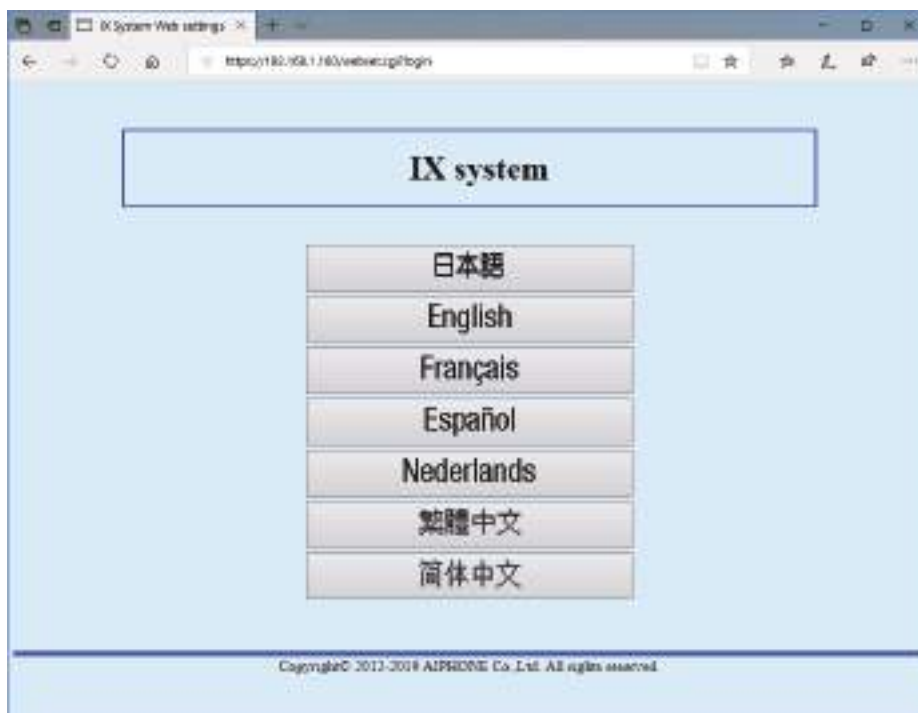 IX System Web settings
IX system
日本語
English
Français
Español
Nederlands
繁體中文
简体中文
Copyright© 2012-2019 AIPHONE Co.,Ltd. All rights reserved.